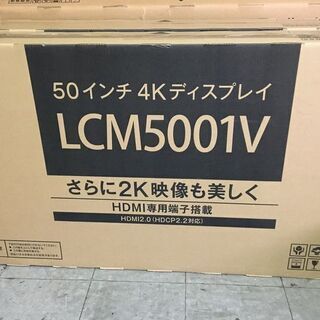 50インチ 4Kディスプレイ
LCM5001V
さらに2K映像も美しく
HDMI専用端子搭載
HDMI2.0(HDCP2.2対応)